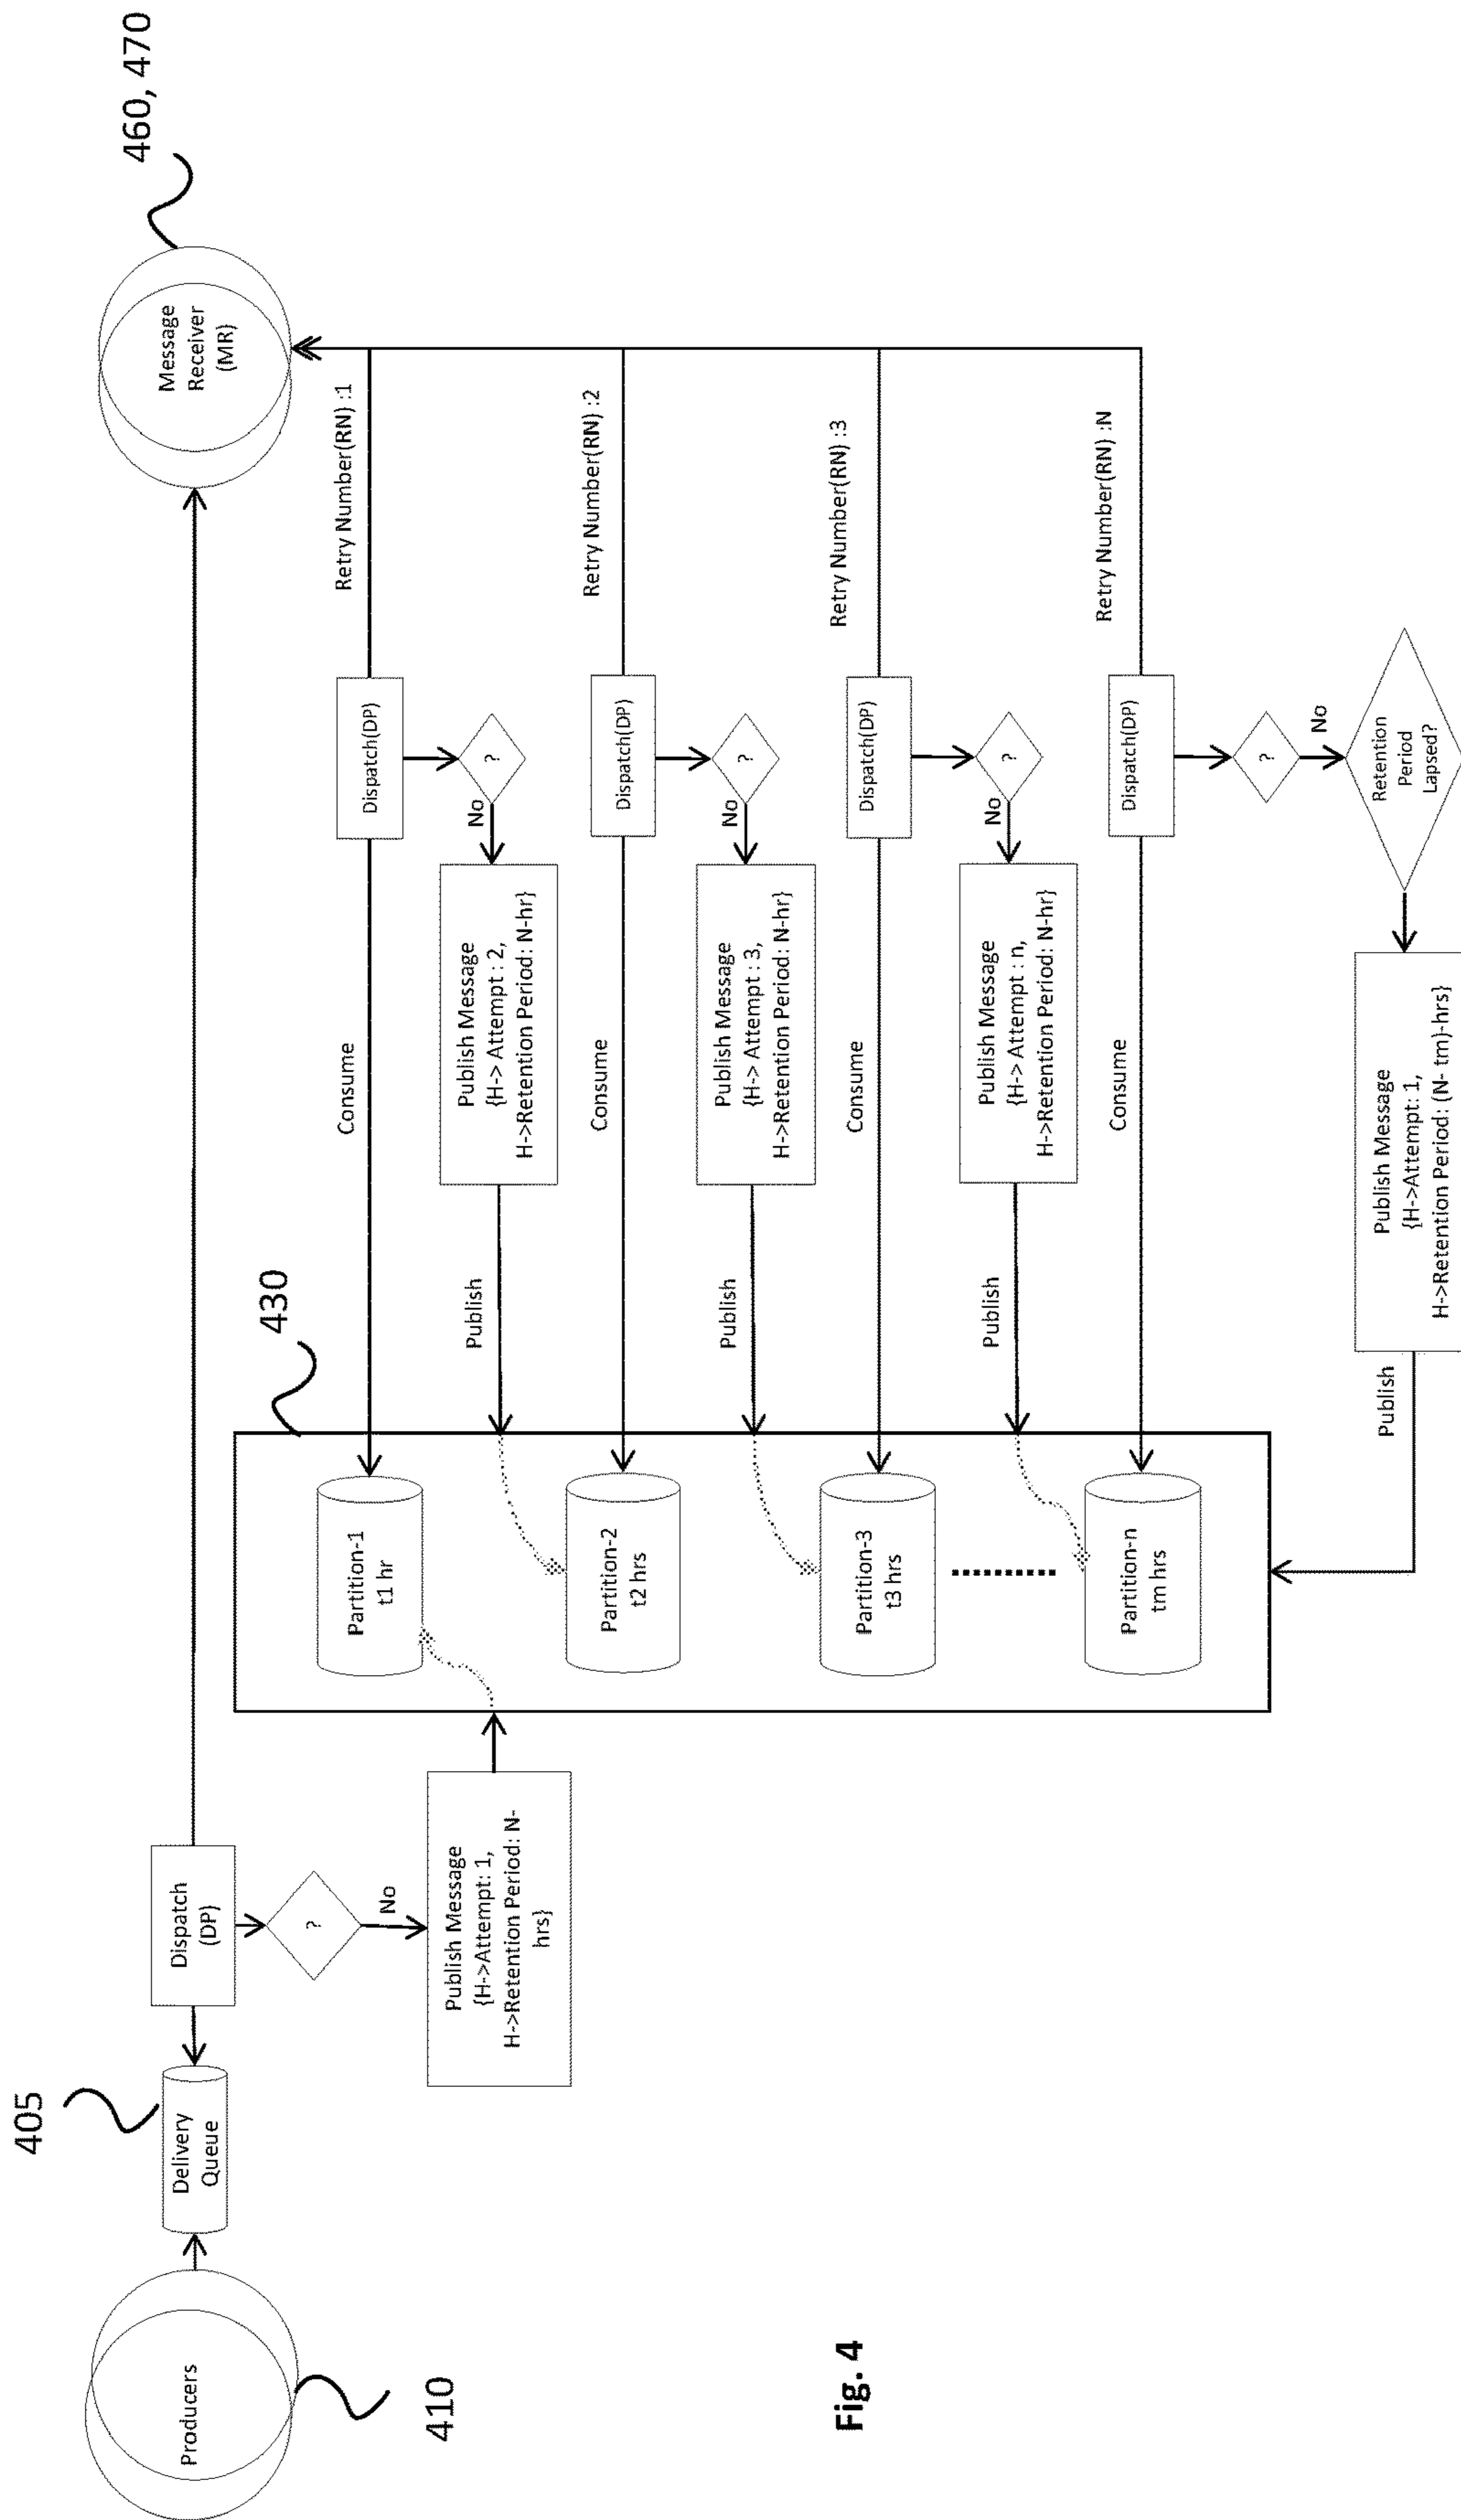 460, 470
Message
Receiver
(MR)
405
Producers
410
Delivery
Queue
Dispatch
(DP)
?
No
Publish Message
{H->Attempt: 1,
H->Retention Period: N-
hrs}
430
Partition-1
t1 hr
Consume
Dispatch(DP)
Retry Number(RN) :1
?
No
Publish Message
{H-> Attempt : 2,
H->Retention Period: N-hr}
Publish
Partition-2
t2 hrs
Consume
Dispatch(DP)
Retry Number(RN) :2
?
No
Publish Message
{H-> Attempt : 3,
H->Retention Period: N-hr}
Publish
Partition-3
t3 hrs
Consume
Dispatch(DP)
Retry Number(RN) :3
?
No
Publish Message
{H-> Attempt : n,
H->Retention Period: N-hr}
Publish
Partition-n
tm hrs
Consume
Dispatch(DP)
Retry Number(RN) :N
?
No
Retention
Period
Lapsed?
Publish Message
{H->Attempt: 1,
H->Retention Period: (N- tm)-hrs}
Publish
Fig. 4